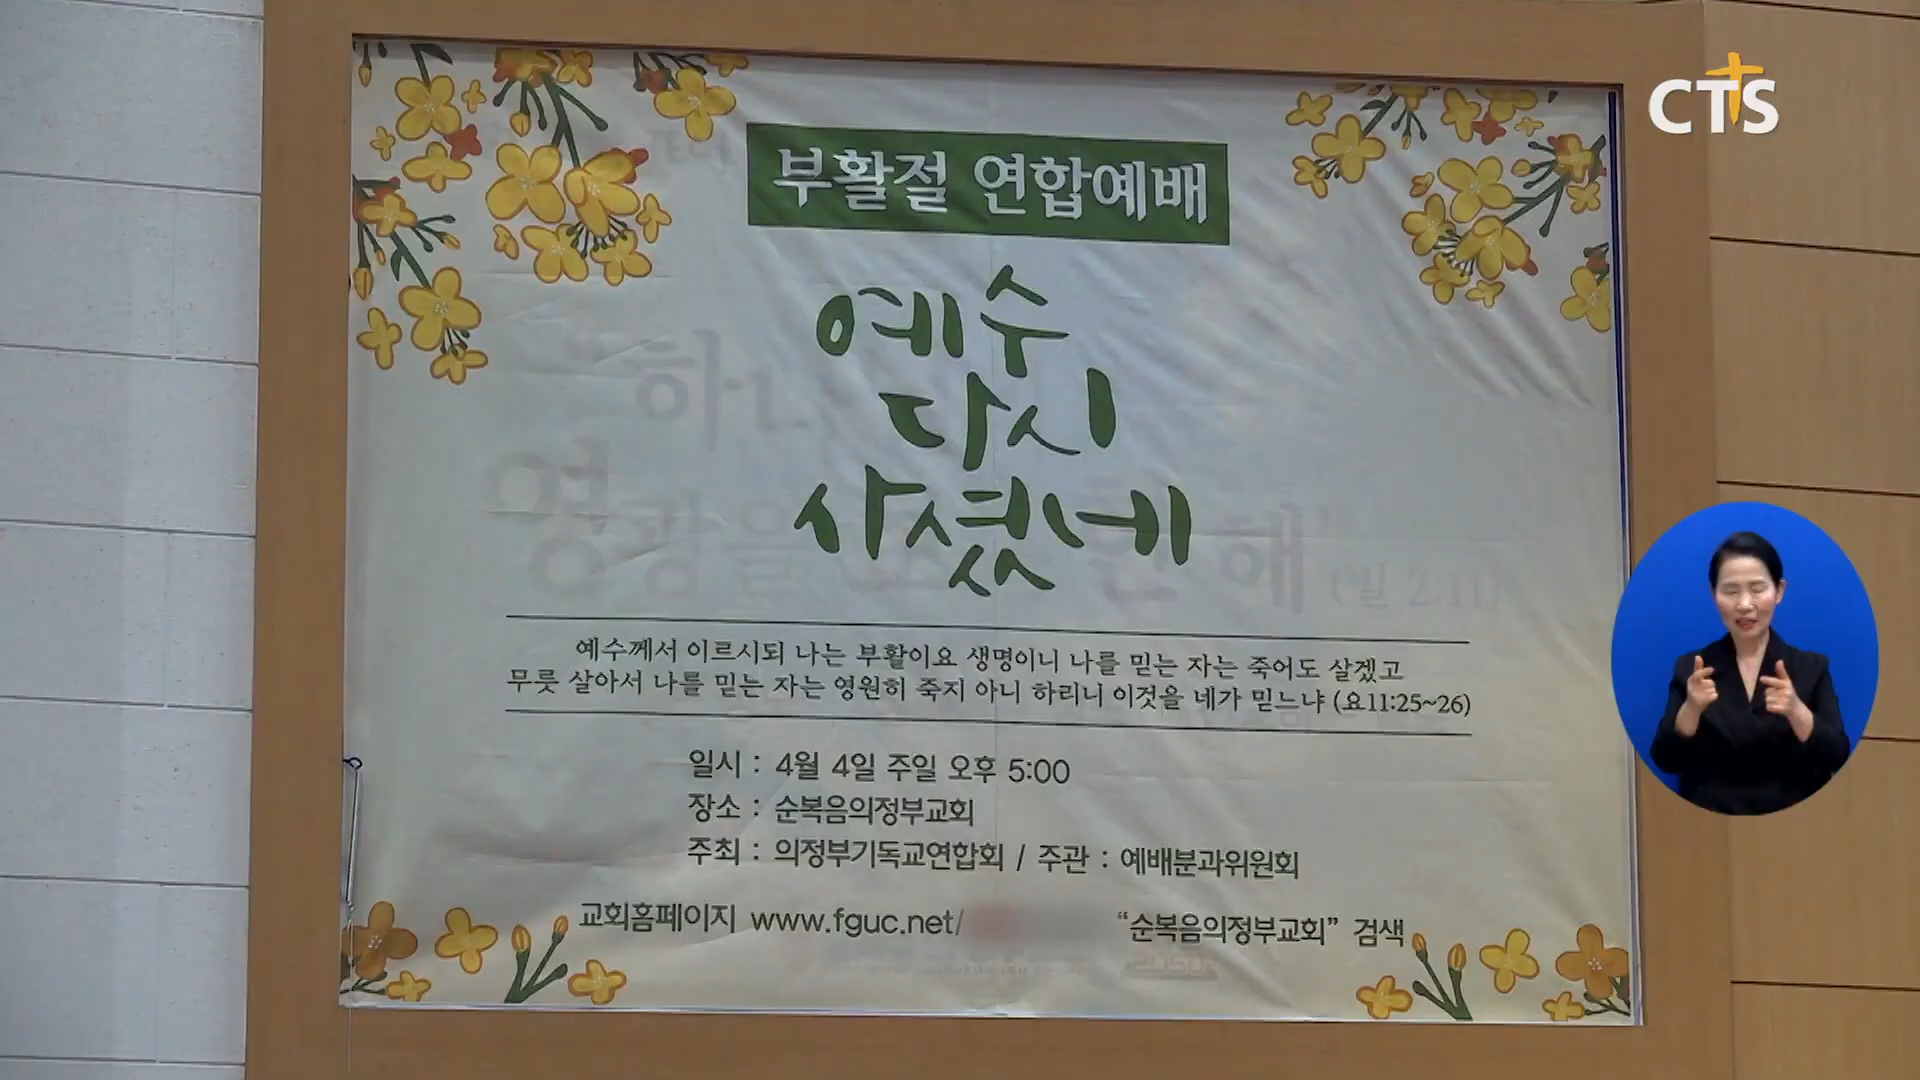 CTS
부활절 연합예배
예수
다시
사셨네
예수께서 이르시되 나는 부활이요 생명이니 나를 믿는 자는 죽어도 살겠고
무릇 살아서 나를 믿는 자는 영원히 죽지 아니 하리니 이것을 네가 믿느냐 (요11:25~26)
일시 : 4월 4일 주일 오후 5:00
장소 : 순복음의정부교회
주최 : 의정부기독교연합회 / 주관 : 예배분과위원회
교회홈페이지 www.fguc.net/ “순복음의정부교회” 검색